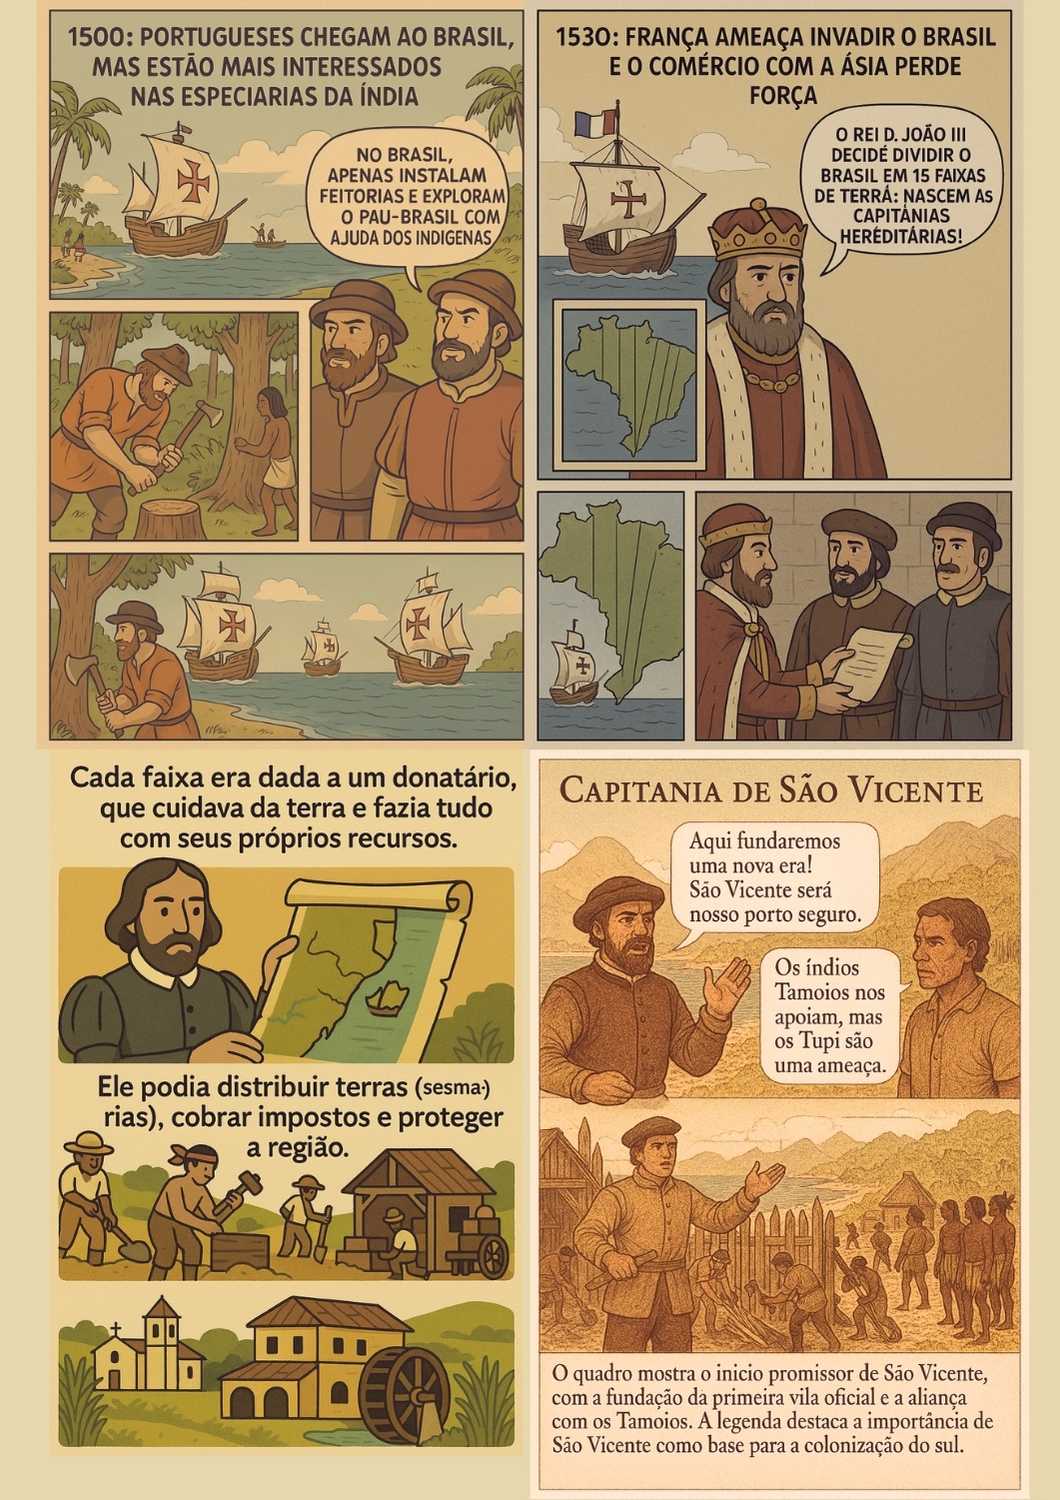 1500: PORTUGUESES CHEGAM AO BRASIL,
MAS ESTÃO MAIS INTERESSADOS
NAS ESPECIARIAS DA ÍNDIA
NO BRASIL,
APENAS INSTALAM
FEITORIAS E EXPLORAM
O PAU-BRASIL COM
AJUDA DOS INDIGENAS
1530: FRANÇA AMEAÇA INVADIR O BRASIL
E O COMÉRCIO COM A ÁSIA PERDE
FORÇA
O REI D. JOÃO III
DECIDÉ DIVIDIR O
BRASIL EM 15 FAIXAS
DE TERRÁ: NASCEM AS
CAPITÁNIAS
HERÉDITÁRIAS!
Cada faixa era dada a um donatário,
que cuidava da terra e fazia tudo
com seus próprios recursos.
Ele podia distribuir terras (sesma-)
rias), cobrar impostos e proteger
a região.
CAPITANIA DE SÃO VICENTE
Aqui fundaremos
uma nova era!
São Vicente será
nosso porto seguro.
Os índios
Tamoios nos
apoiam, mas
os Tupi são
uma ameaça.
O quadro mostra o inicio promissor de São Vicente,
com a fundação da primeira vila oficial e a aliança
com os Tamoios. A legenda destaca a importância de
São Vicente como base para a colonização do sul.